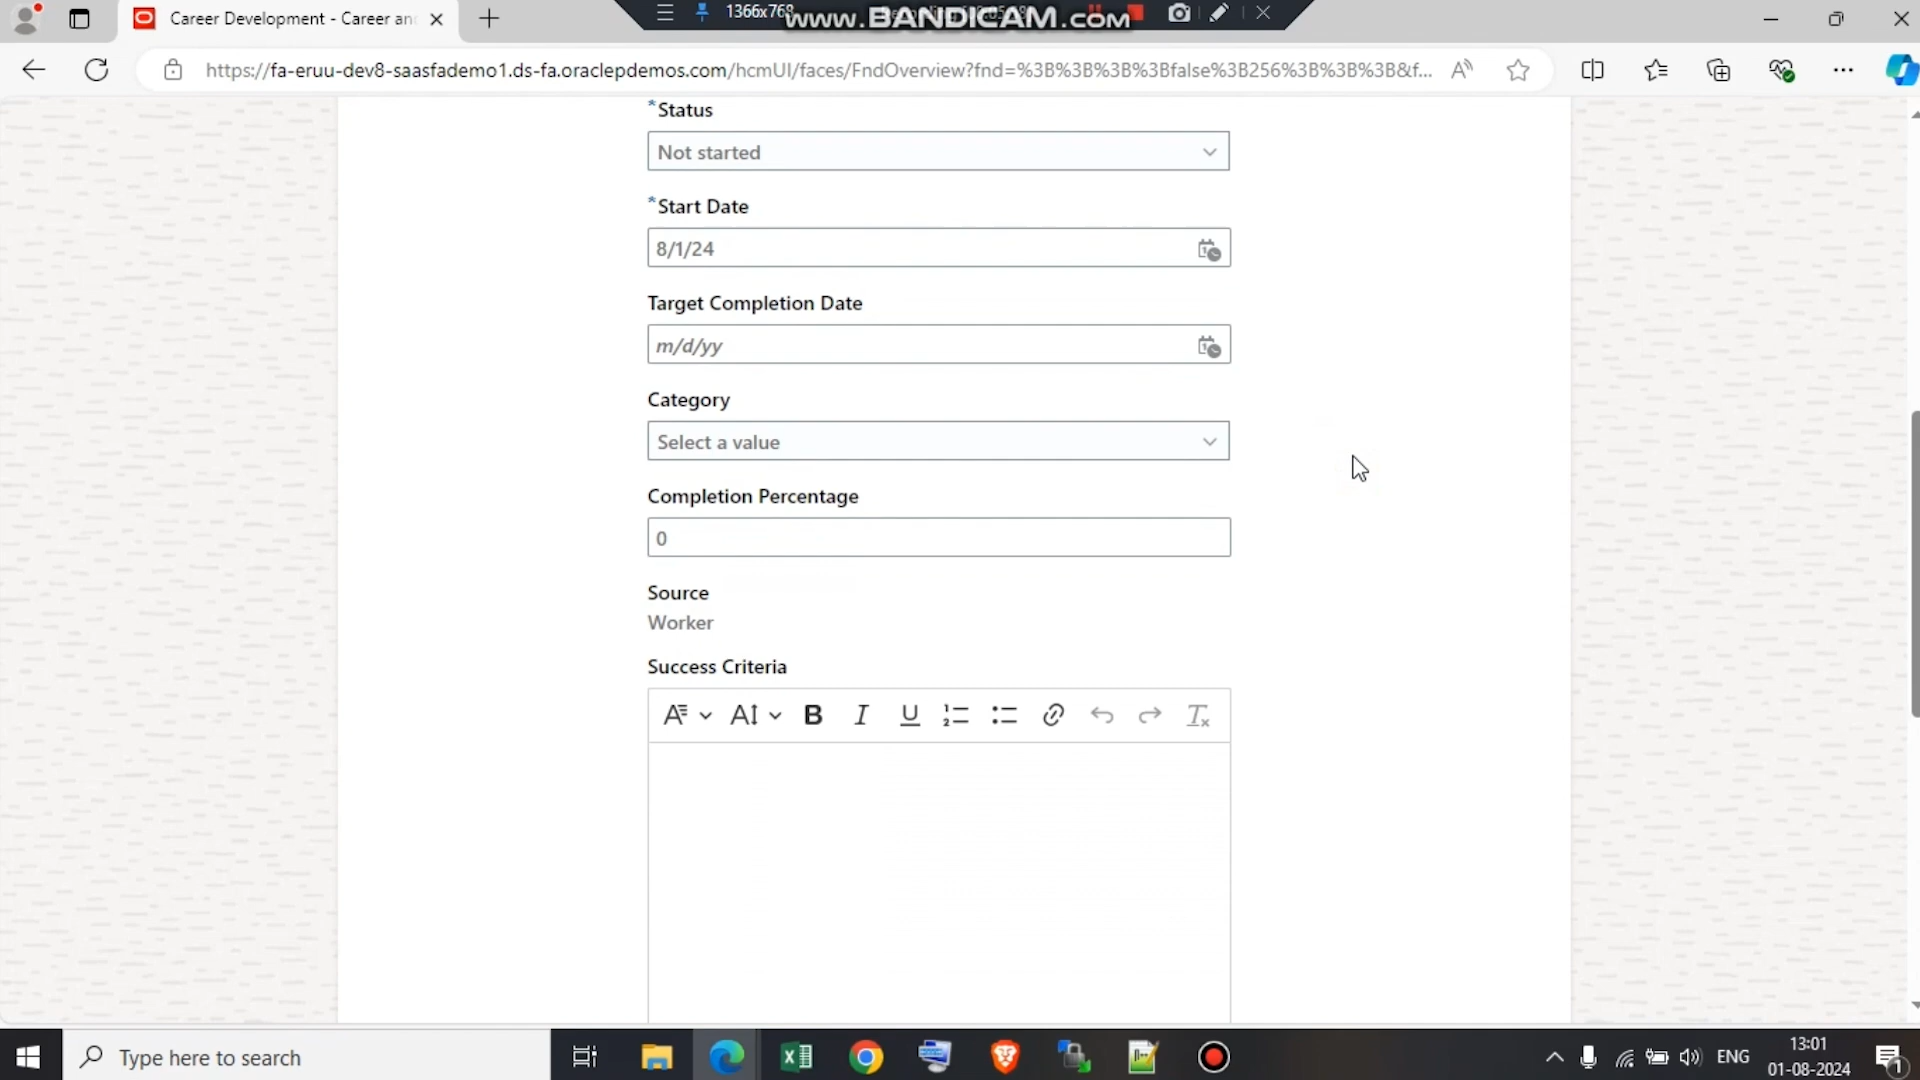 Career Development - Career an
1366x768
www.BANDICAM.com
https://fa-eruu-dev8-saasfademo1.ds-fa.oraclepdemos.com/hcmUI/faces/FndOverview?fnd=%3B%3B%3B%3Bfalse%3B256%3B%3B%3B&f...
*Status
Not started
*Start Date
8/1/24
Target Completion Date
m/d/yy
Category
Select a value
Completion Percentage
0
Source
Worker
Success Criteria
Type here to search
ENG
13:01
01-08-2024
1